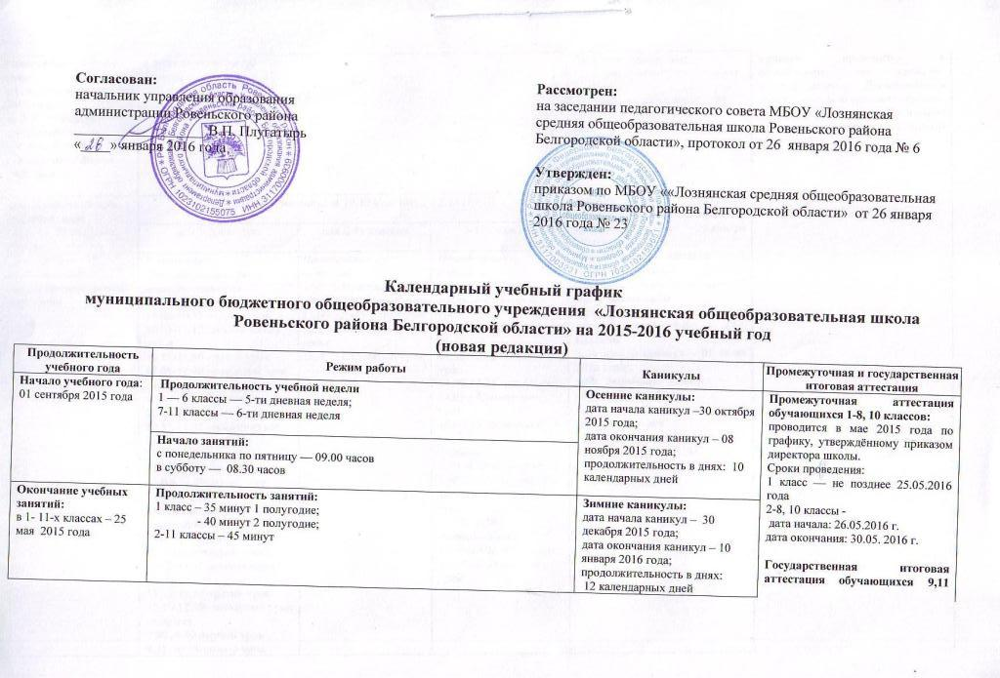 Согласован:
начальник управления образования
администрации Ровеньского района
В.П. Плугатырь
« 26 » января 2016 года
Рассмотрен:
на заседании педагогического совета МБОУ «Лознянская
средняя общеобразовательная школа Ровеньского района
Белгородской области», протокол от 26 января 2016 года № 6
Утвержден:
приказом по МБОУ ««Лознянская средняя общеобразовательная
школа Ровеньского района Белгородской области» от 26 января
2016 года № 23
ОГРН 1023102155075 ИНН 3117000939
Календарный учебный график
муниципального бюджетного общеобразовательного учреждения «Лознянская общеобразовательная школа
Ровеньского района Белгородской области» на 2015-2016 учебный год
(новая редакция)
Продолжительность
учебного года
Режим работы
Каникулы
Промежуточная и государственная
итоговая аттестация
Начало учебного года:
01 сентября 2015 года
Продолжительность учебной недели
1 — 6 классы — 5-ти дневная неделя;
7-11 классы — 6-ти дневная неделя
Начало занятий:
с понедельника по пятницу — 09.00 часов
в субботу — 08.30 часов
Осенние каникулы:
дата начала каникул –30 октября
2015 года;
дата окончания каникул – 08
ноября 2015 года;
продолжительность в днях: 10
календарных дней
Промежуточная аттестация
обучающихся 1-8, 10 классов:
проводится в мае 2015 года по
графику, утверждённому приказом
директора школы.
Сроки проведения:
1 класс — не позднее 25.05.2016
года
2-8, 10 классы -
дата начала: 26.05.2016 г.
дата окончания: 30.05. 2016 г.
Государственная итоговая
аттестация обучающихся 9,11
Окончание учебных
занятий:
в 1- 11-х классах – 25
мая 2015 года
Продолжительность занятий:
1 класс – 35 минут 1 полугодие;
- 40 минут 2 полугодие;
2-11 классы – 45 минут
Зимние каникулы:
дата начала каникул – 30
декабря 2015 года;
дата окончания каникул – 10
января 2016 года;
продолжительность в днях:
12 календарных дней